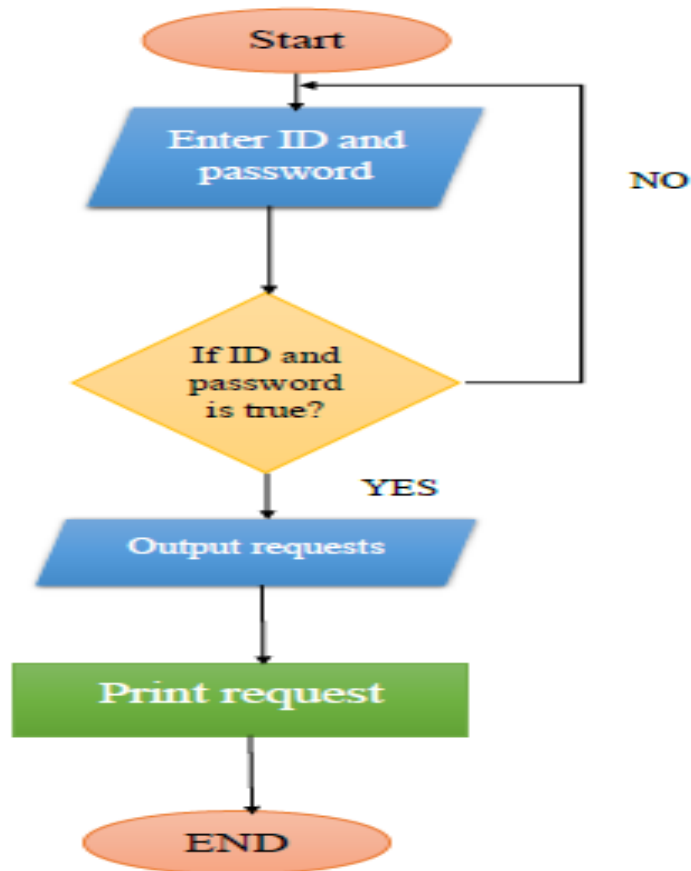 Start
Enter ID and
password
NO
If ID and
password
is true?
YES
Output requests
Print request
END